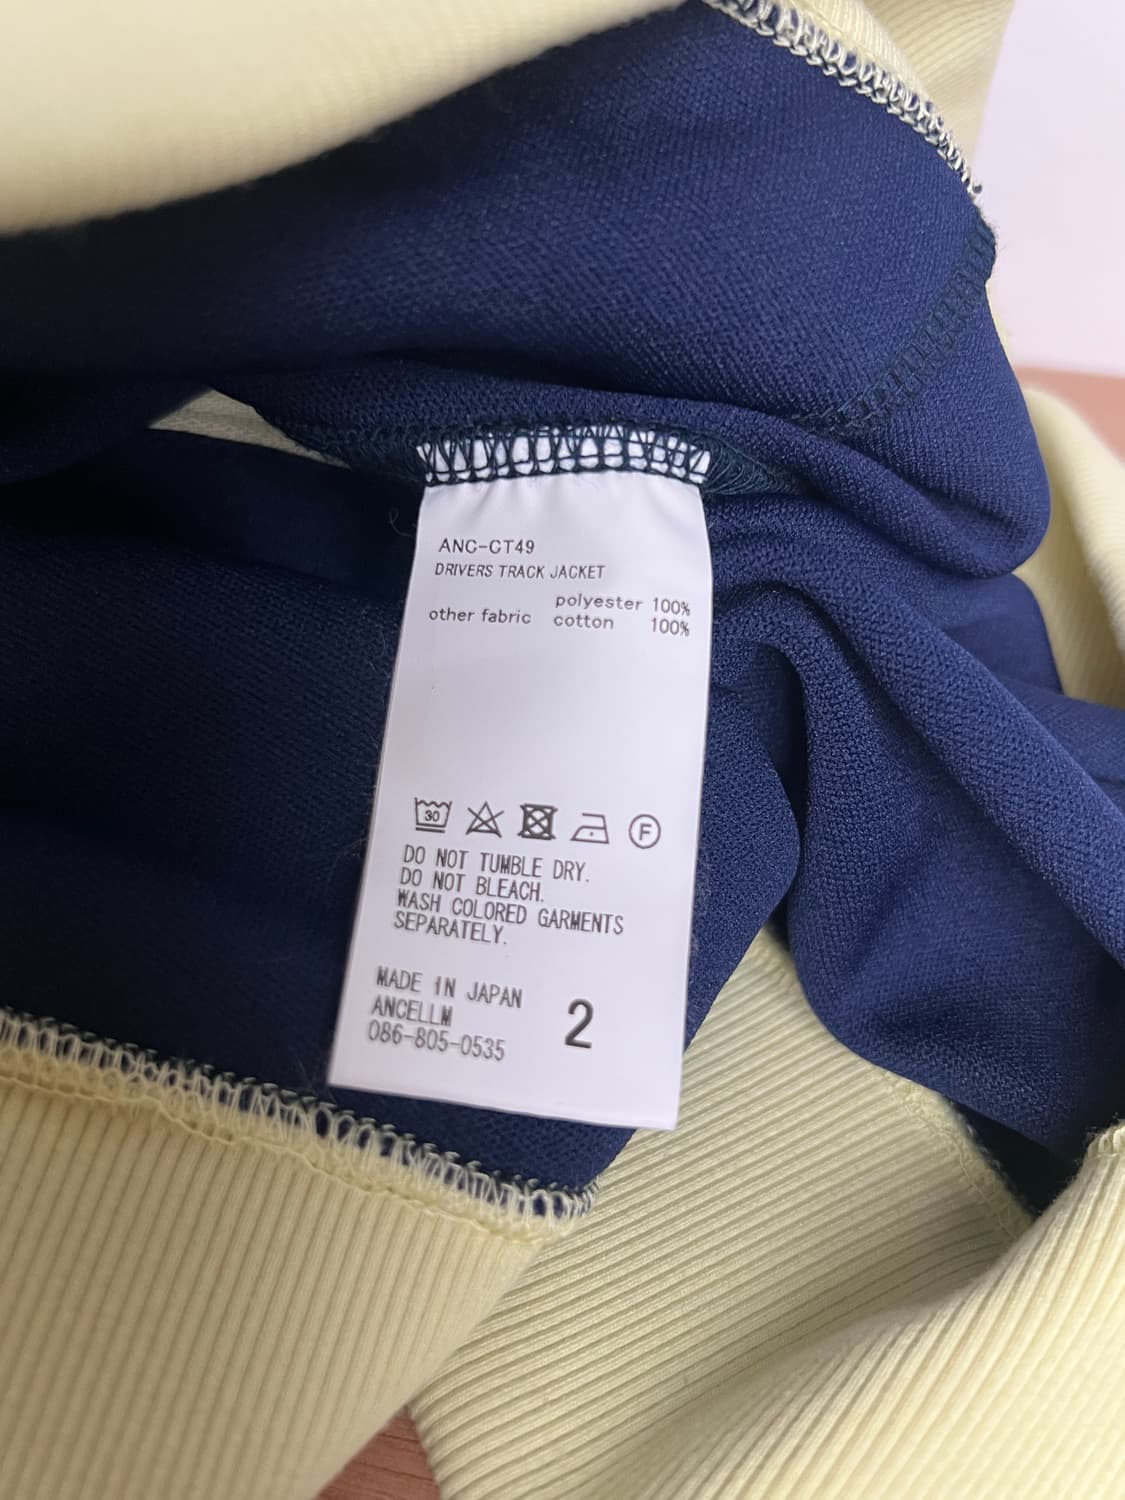 ANC-CT49
DRIVERS TRACK JACKET
polyester 100%
other fabric cotton 100%
30
F
DO NOT TUMBLE DRY.
DO NOT BLEACH.
WASH COLORED GARMENTS
SEPARATELY.
MADE IN JAPAN
ANCELLM
086-805-0535
2